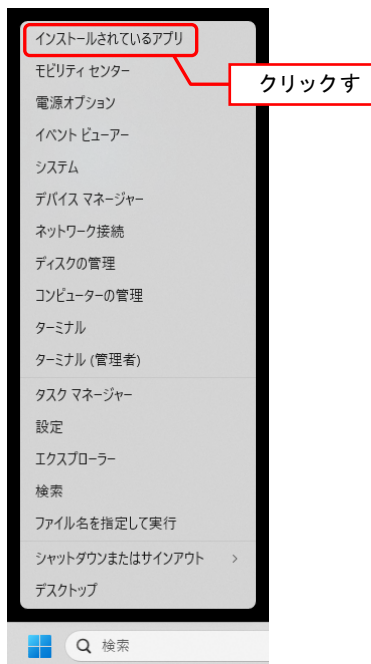 インストールされているアプリ
モビリティ センター
クリックす
電源オプション
イベント ビューアー
システム
デバイス マネージャー
ネットワーク接続
ディスクの管理
コンピューターの管理
ターミナル
ターミナル (管理者)
タスク マネージャー
設定
エクスプローラー
検索
ファイル名を指定して実行
シャットダウンまたはサインアウト
デスクトップ
検索